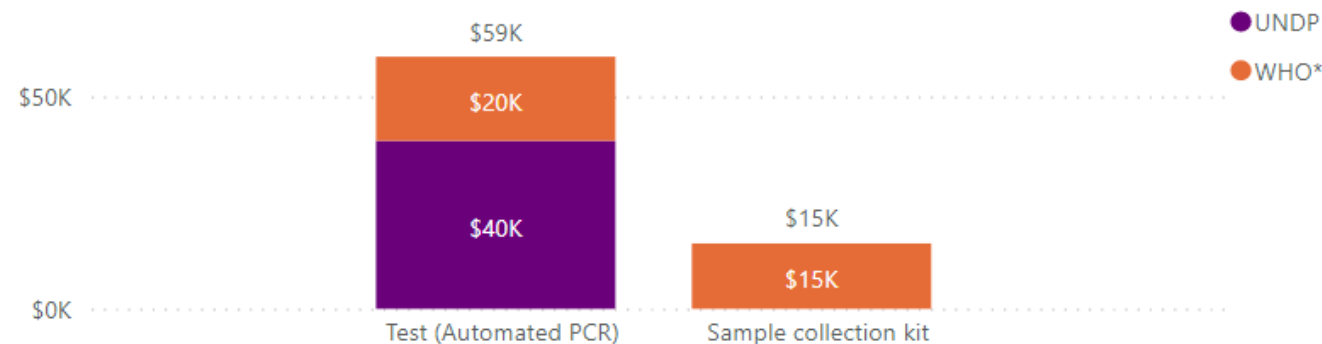 $59K
UNDP
WHO*
$50K
$20K
$40K
$15K
$15K
$0K
Test (Automated PCR)
Sample collection kit